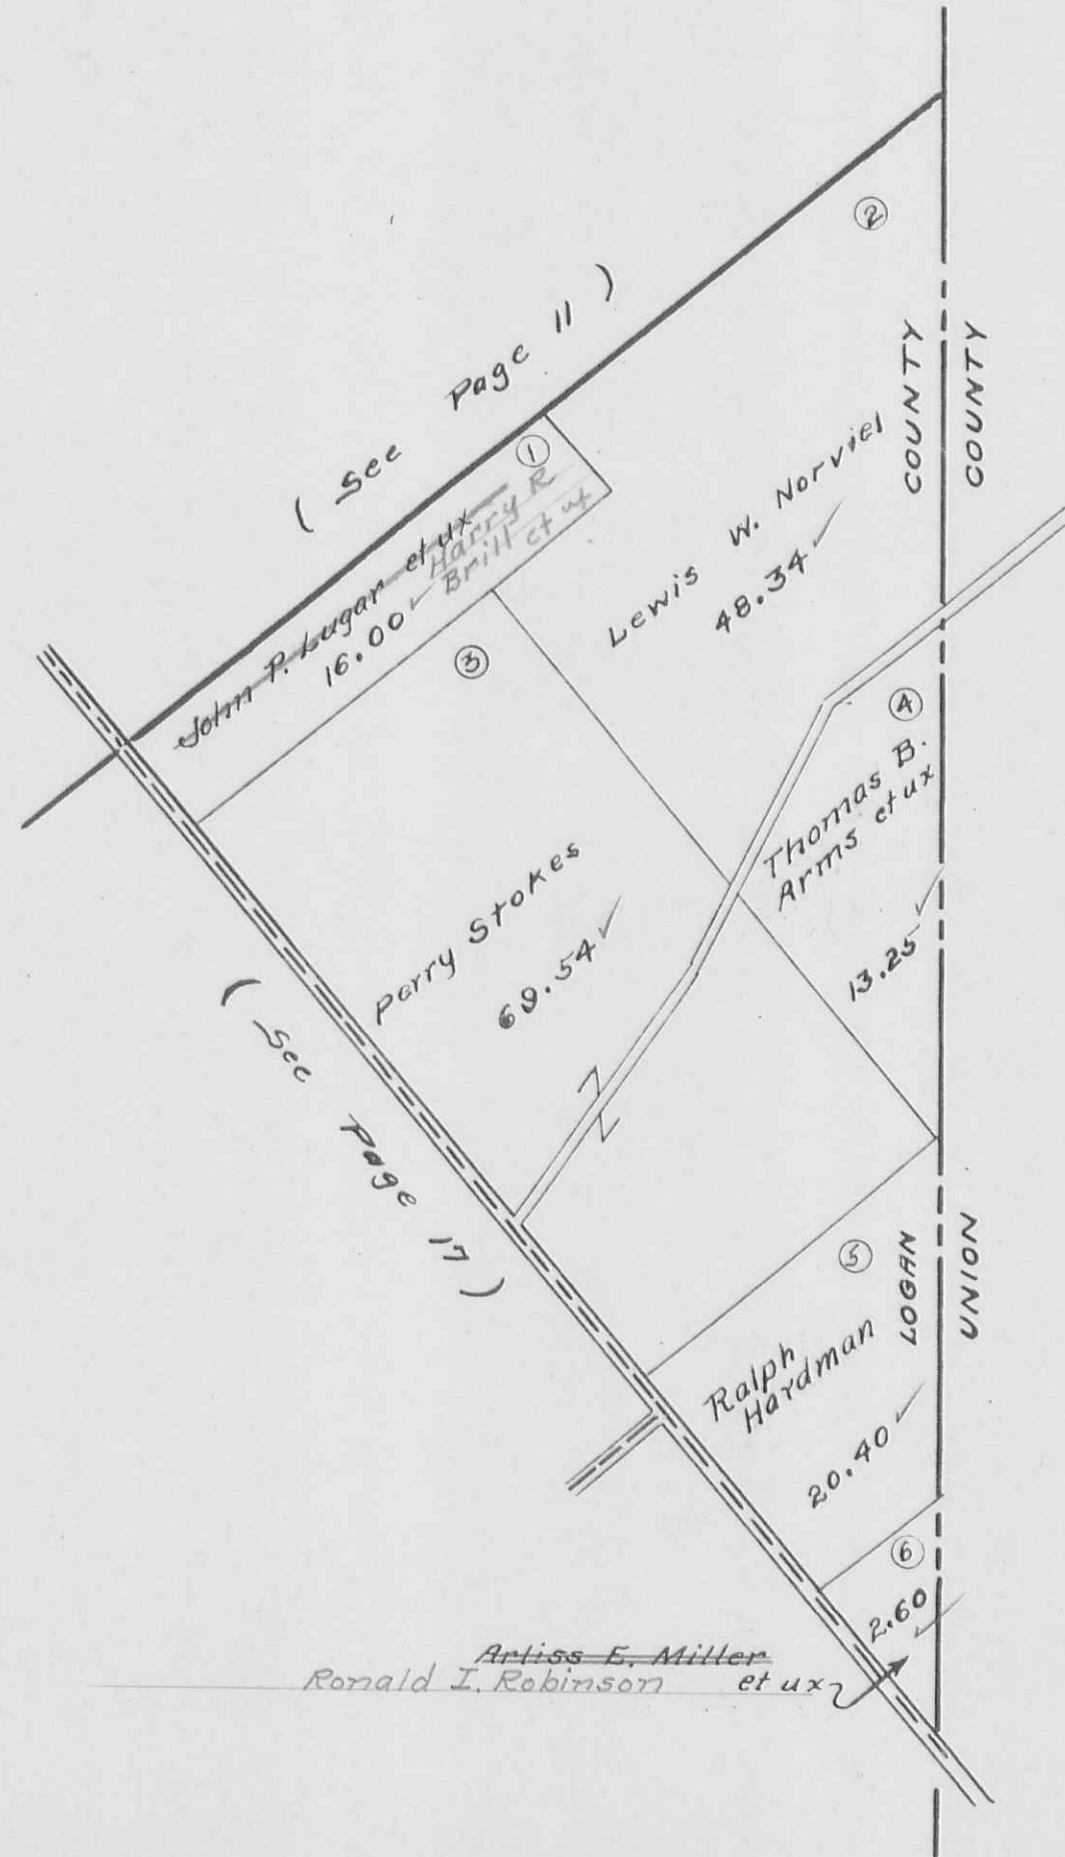 ②
( See Page 11 )
COUNTY
COUNTY
①
John P. Lugar et ux
Harry R
Brill et ux
16.00 ✓
Lewis W. Norviel
48.34 ✓
③
④
Thomas B.
Arms et ux
13.25 ✓
Perry Stokes
69.54 ✓
( See Page 17 )
⑤
LOGAN
UNION
Ralph
Hardman
20.40 ✓
⑥
2.60 ✓
Arliss E. Miller
Ronald I. Robinson et ux